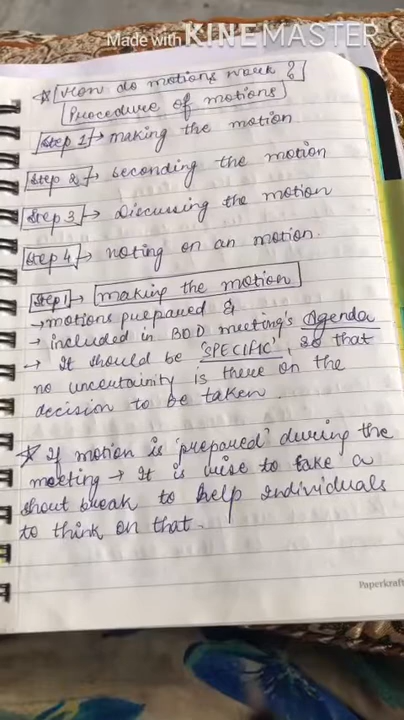 Made with KINEMASTER
☆ How do motions work ?
Procedure of motions
Step 1 → making the motion
Step 2 → seconding the motion
Step 3 → Discussing the motion
Step 4 → noting on an motion.
Step 1 → making the motion
→ motions prepared &
→ included in BOD meeting's Agenda
→ It should be 'SPECIFIC', so that
no uncertainity is there on the
decision to be taken.
☆ If motion is 'prepared' during the
meeting → It is wise to take a
shout break to help individuals
to think on that.
Paperkraft